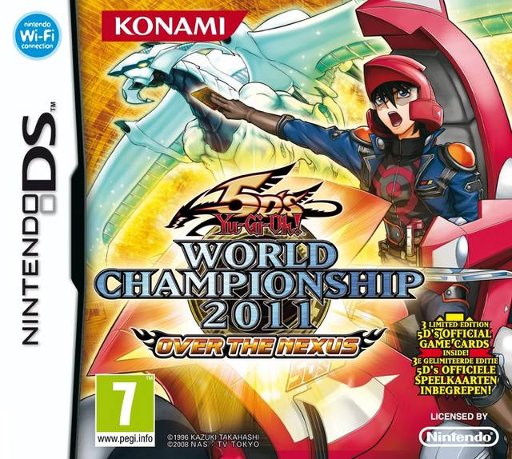 Nintendo
Wi-Fi
connection
KONAMI
NINTENDO DS™
5D's
Yu-Gi-Oh!
WORLD
CHAMPIONSHIP
2011
OVER THE NEXUS
3 LIMITED EDITION
5D'S OFFICIAL
GAME CARDS
INSIDE!
3E GELIMITEERDE EDITIE
5D's OFFICIELE
SPEELKAARTEN
INBEGREPEN!
7
™
www.pegi.info
©1996 KAZUKI TAKAHASHI
©2008 NAS · TV TOKYO
LICENSED BY
Nintendo